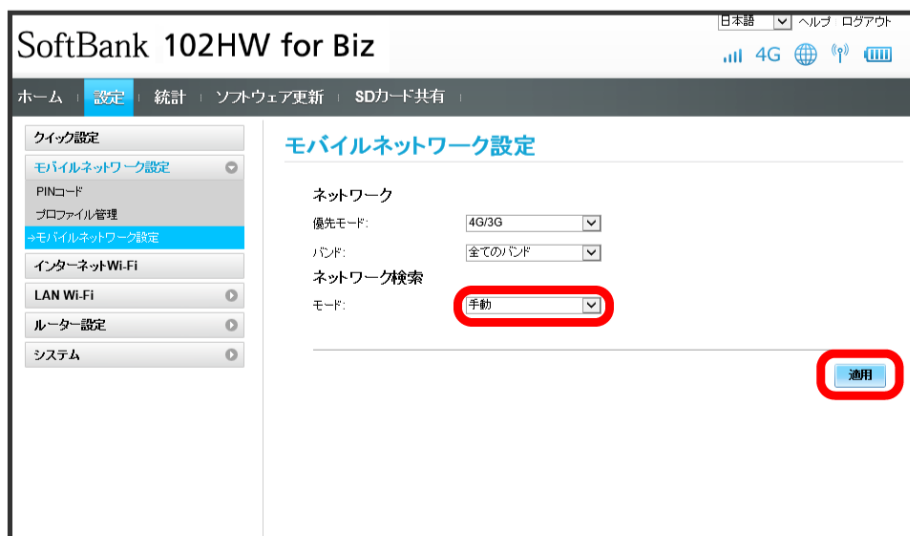 日本語 ヘルプ ログアウト
SoftBank 102HW for Biz
4G
ホーム 設定 統計 ソフトウェア更新 SDカード共有
クイック設定
モバイルネットワーク設定
PINコード
プロファイル管理
→モバイルネットワーク設定
インターネットWi-Fi
LAN Wi-Fi
ルーター設定
システム
モバイルネットワーク設定
ネットワーク
優先モード: 4G/3G
バンド: 全てのバンド
ネットワーク検索
モード: 手動
適用